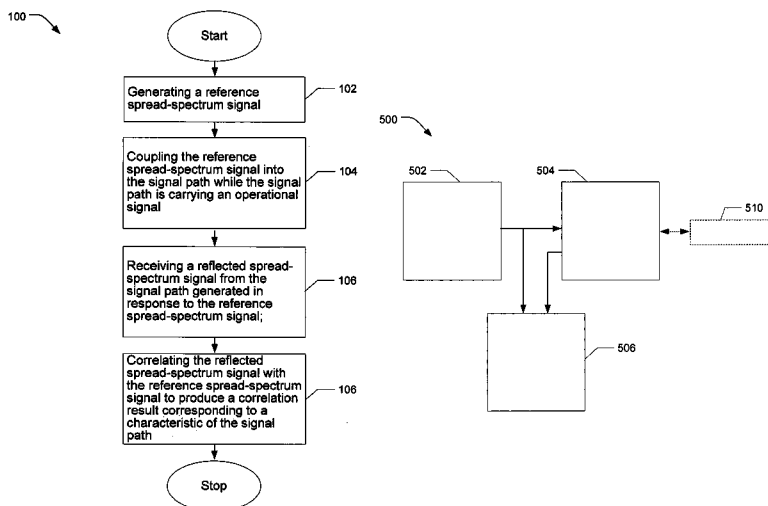 100
Start
Generating a reference
spread-spectrum signal
102
Coupling the reference
spread-spectrum signal into
the signal path while the signal
path is carrying an operational
signal
104
Receiving a reflected spread-
spectrum signal from the
signal path generated in
response to the reference
spread-spectrum signal;
106
Correlating the reflected
spread-spectrum signal with
the reference spread-spectrum
signal to produce a correlation
result corresponding to a
characteristic of the signal
path
106
Stop
500
502
504
510
506